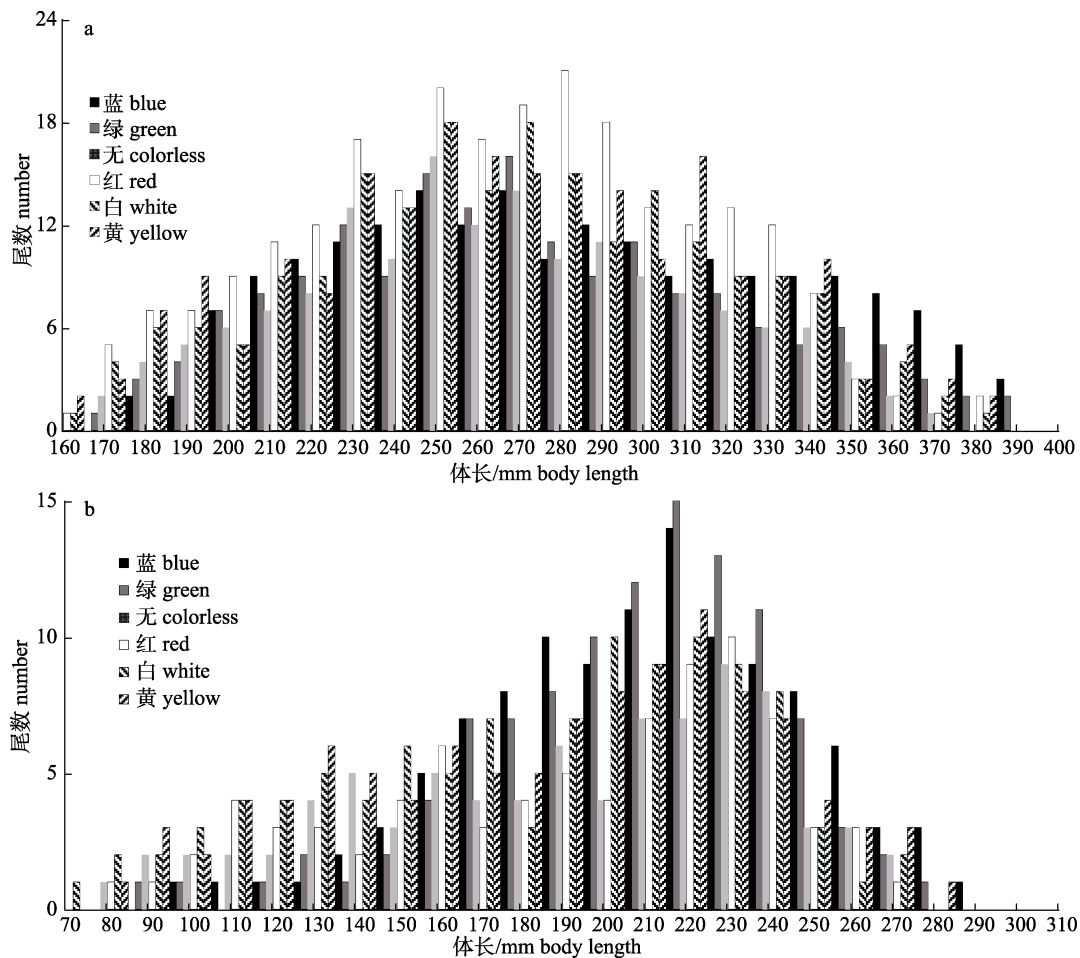 a
24
18
12
6
0
尾数 number
蓝 blue
绿 green
无 colorless
红 red
白 white
黄 yellow
160 170 180 190 200 210 220 230 240 250 260 270 280 290 300 310 320 330 340 350 360 370 380 390 400
体长/mm body length
b
15
10
5
0
尾数 number
蓝 blue
绿 green
无 colorless
红 red
白 white
黄 yellow
70 80 90 100 110 120 130 140 150 160 170 180 190 200 210 220 230 240 250 260 270 280 290 300 310
体长/mm body length